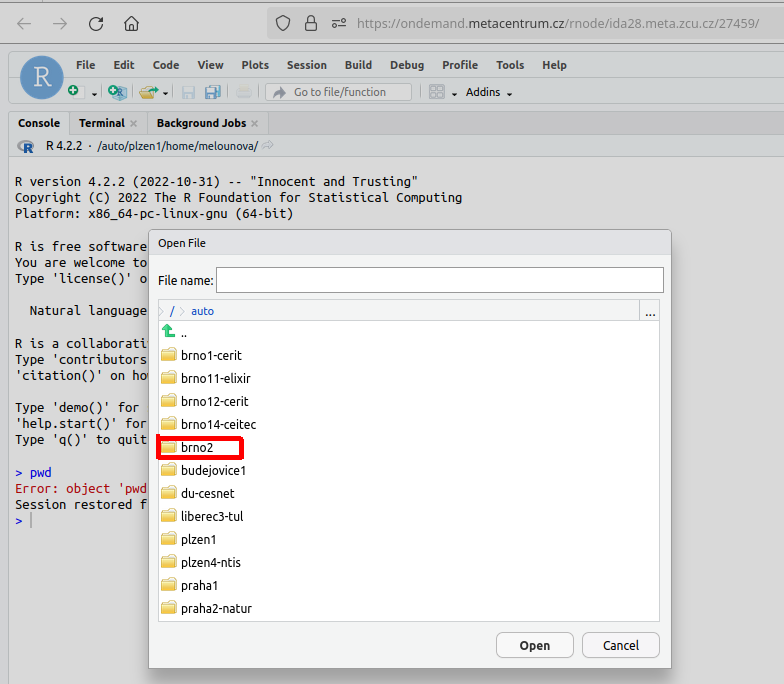 https://ondemand.metacentrum.cz/rnode/ida28.meta.zcu.cz/27459/
R
File Edit Code View Plots Session Build Debug Profile Tools Help
Go to file/function Addins
Console Terminal Background Jobs
R R 4.2.2 · /auto/plzen1/home/melounova/
R version 4.2.2 (2022-10-31) -- "Innocent and Trusting"
Copyright (C) 2022 The R Foundation for Statistical Computing
Platform: x86_64-pc-linux-gnu (64-bit)
R is free software
You are welcome to
Type 'license()' o
Natural language
R is a collaborati
Type 'contributors
'citation()' on how
Type 'demo()' for
'help.start()' for
Type 'q()' to quit
> pwd
Error: object 'pwd
Session restored f
>
Open File
File name:
/ auto
...
..
brno1-cerit
brno11-elixir
brno12-cerit
brno14-ceitec
brno2
budejovice1
du-cesnet
liberec3-tul
plzen1
plzen4-ntis
praha1
praha2-natur
Open Cancel